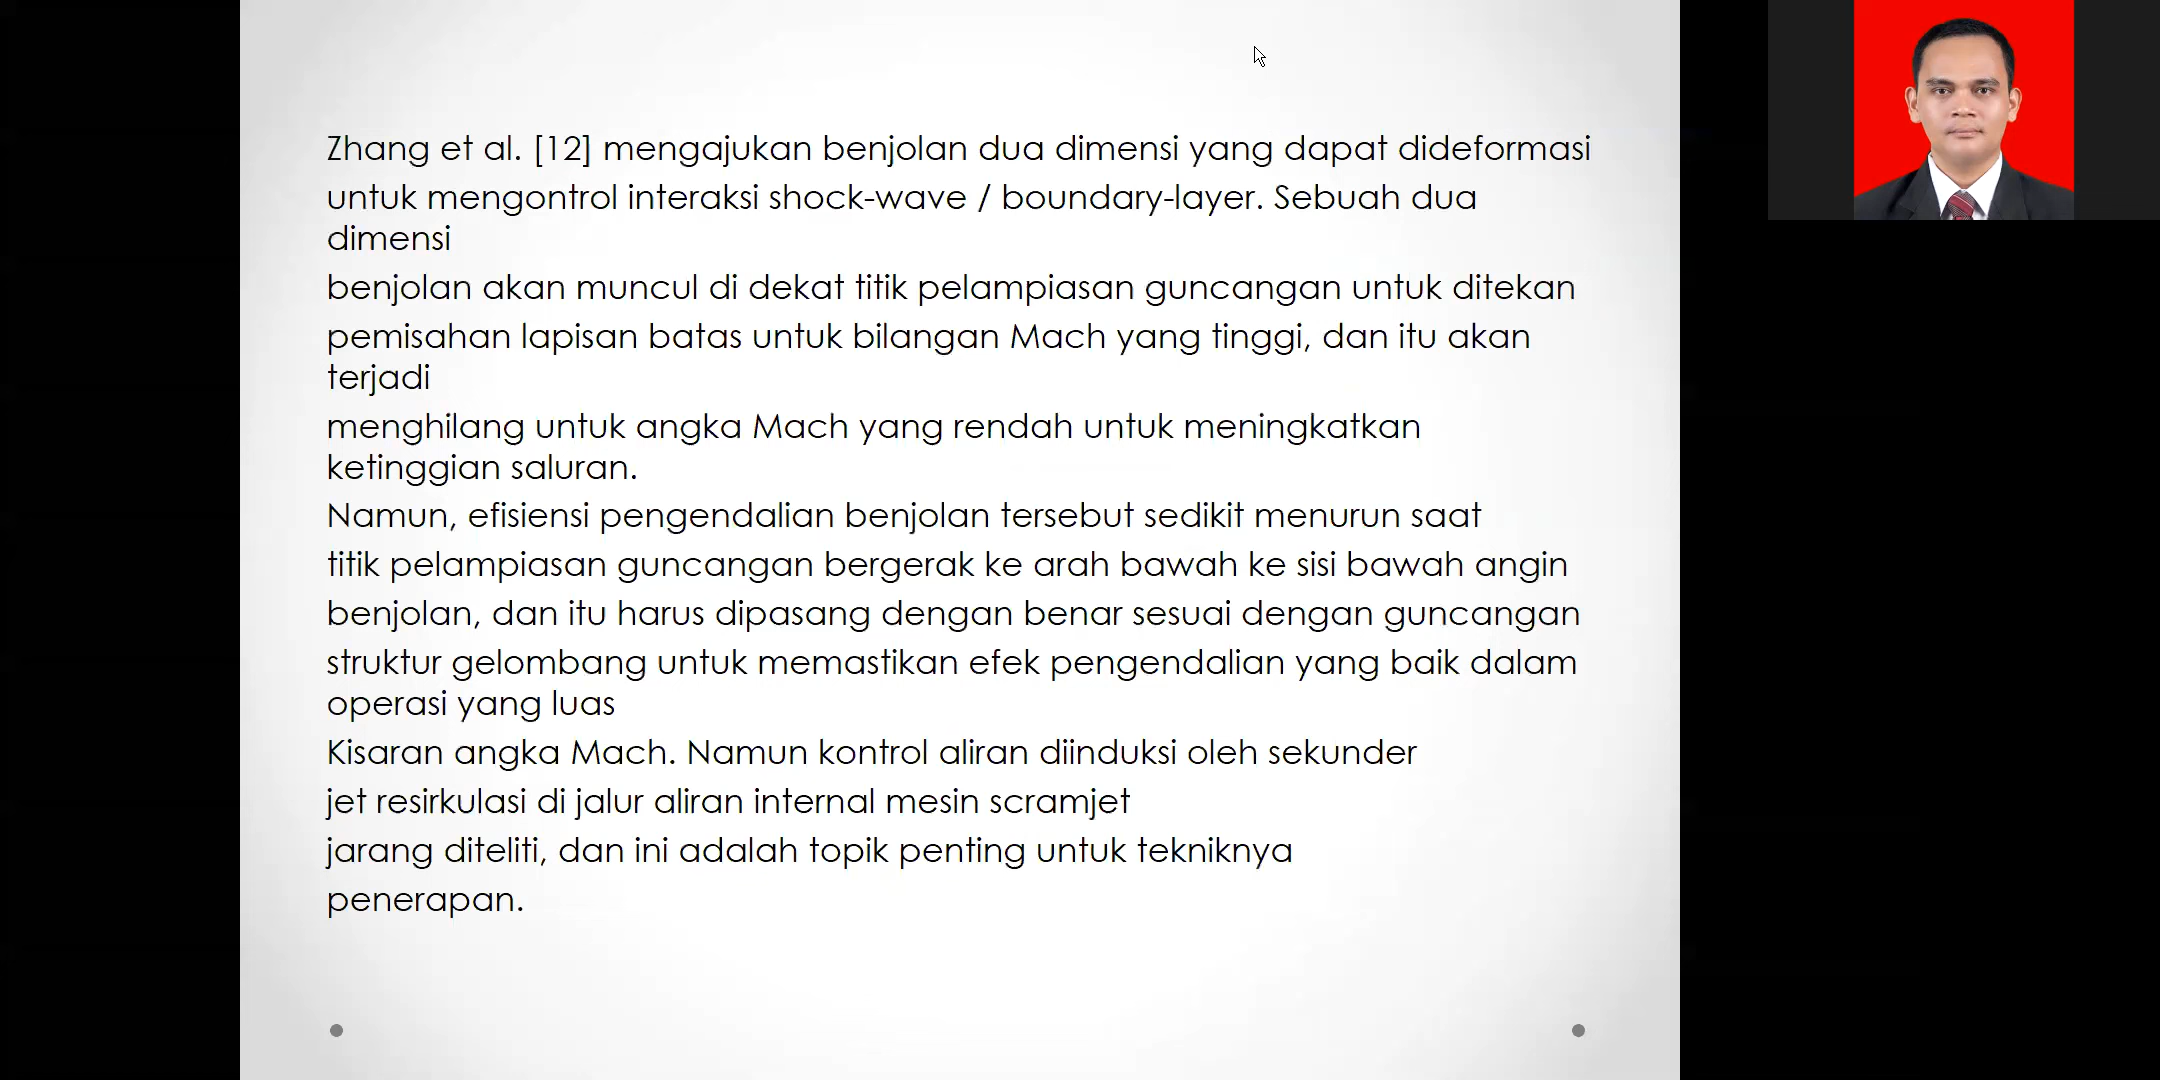 Zhang et al. [12] mengajukan benjolan dua dimensi yang dapat dideformasi
untuk mengontrol interaksi shock-wave / boundary-layer. Sebuah dua
dimensi
benjolan akan muncul di dekat titik pelampiasan guncangan untuk ditekan
pemisahan lapisan batas untuk bilangan Mach yang tinggi, dan itu akan
terjadi
menghilang untuk angka Mach yang rendah untuk meningkatkan
ketinggian saluran.
Namun, efisiensi pengendalian benjolan tersebut sedikit menurun saat
titik pelampiasan guncangan bergerak ke arah bawah ke sisi bawah angin
benjolan, dan itu harus dipasang dengan benar sesuai dengan guncangan
struktur gelombang untuk memastikan efek pengendalian yang baik dalam
operasi yang luas
Kisaran angka Mach. Namun kontrol aliran diinduksi oleh sekunder
jet resirkulasi di jalur aliran internal mesin scramjet
jarang diteliti, dan ini adalah topik penting untuk tekniknya
penerapan.